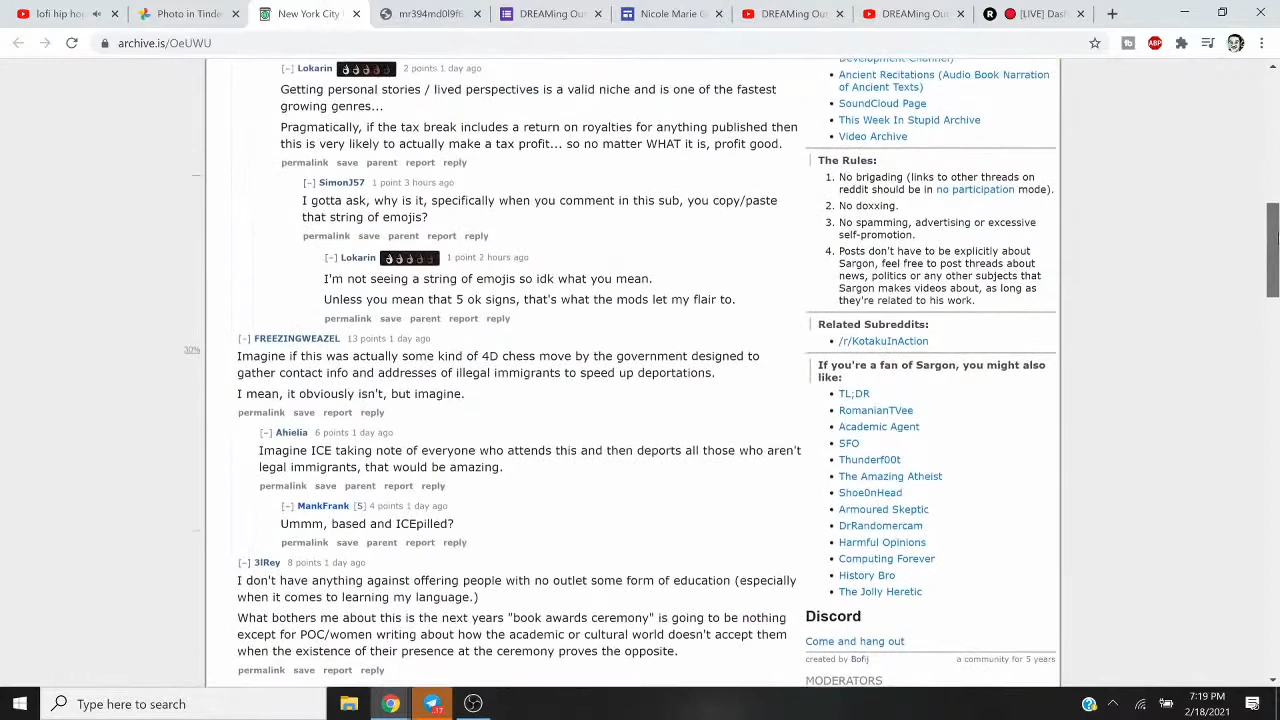 lofi hip hop
Photos in Tinde
New York City
mr394md0l9f6
DREAMing Ou
Nicole Marie G
DREAMing Ou
DREAMing Ou
[LIVE] Dash
archive.is/OeUWU
[–] Lokarin 2 points 1 day ago
Getting personal stories / lived perspectives is a valid niche and is one of the fastest
growing genres...
Pragmatically, if the tax break includes a return on royalties for anything published then
this is very likely to actually make a tax profit... so no matter WHAT it is, profit good.
permalink save parent report reply
[–] SimonJ57 1 point 3 hours ago
I gotta ask, why is it, specifically when you comment in this sub, you copy/paste
that string of emojis?
permalink save parent report reply
[–] Lokarin 1 point 2 hours ago
I'm not seeing a string of emojis so idk what you mean.
Unless you mean that 5 ok signs, that's what the mods let my flair to.
permalink save parent report reply
30%
[–] FREEZINGWEAZEL 13 points 1 day ago
Imagine if this was actually some kind of 4D chess move by the government designed to
gather contact info and addresses of illegal immigrants to speed up deportations.
I mean, it obviously isn't, but imagine.
permalink save report reply
[–] Ahielia 6 points 1 day ago
Imagine ICE taking note of everyone who attends this and then deports all those who aren't
legal immigrants, that would be amazing.
permalink save parent report reply
[–] MankFrank [5] 4 points 1 day ago
Ummm, based and ICEpilled?
permalink save parent report reply
[–] 3lRey 8 points 1 day ago
I don't have anything against offering people with no outlet some form of education (especially
when it comes to learning my language.)
What bothers me about this is the next years "book awards ceremony" is going to be nothing
except for POC/women writing about how the academic or cultural world doesn't accept them
when the existence of their presence at the ceremony proves the opposite.
permalink save report reply
Development Channel)
Ancient Recitations (Audio Book Narration
of Ancient Texts)
SoundCloud Page
This Week In Stupid Archive
Video Archive
The Rules:
1. No brigading (links to other threads on
reddit should be in no participation mode).
2. No doxxing.
3. No spamming, advertising or excessive
self-promotion.
4. Posts don't have to be explicitly about
Sargon, feel free to post threads about
news, politics or any other subjects that
Sargon makes videos about, as long as
they're related to his work.
Related Subreddits:
/r/KotakuInAction
If you're a fan of Sargon, you might also
like:
TL;DR
RomanianTVee
Academic Agent
SFO
Thunderf00t
The Amazing Atheist
Shoe0nHead
Armoured Skeptic
DrRandomercam
Harmful Opinions
Computing Forever
History Bro
The Jolly Heretic
Discord
Come and hang out
created by Bofij a community for 5 years
MODERATORS
Type here to search
7:19 PM
2/18/2021